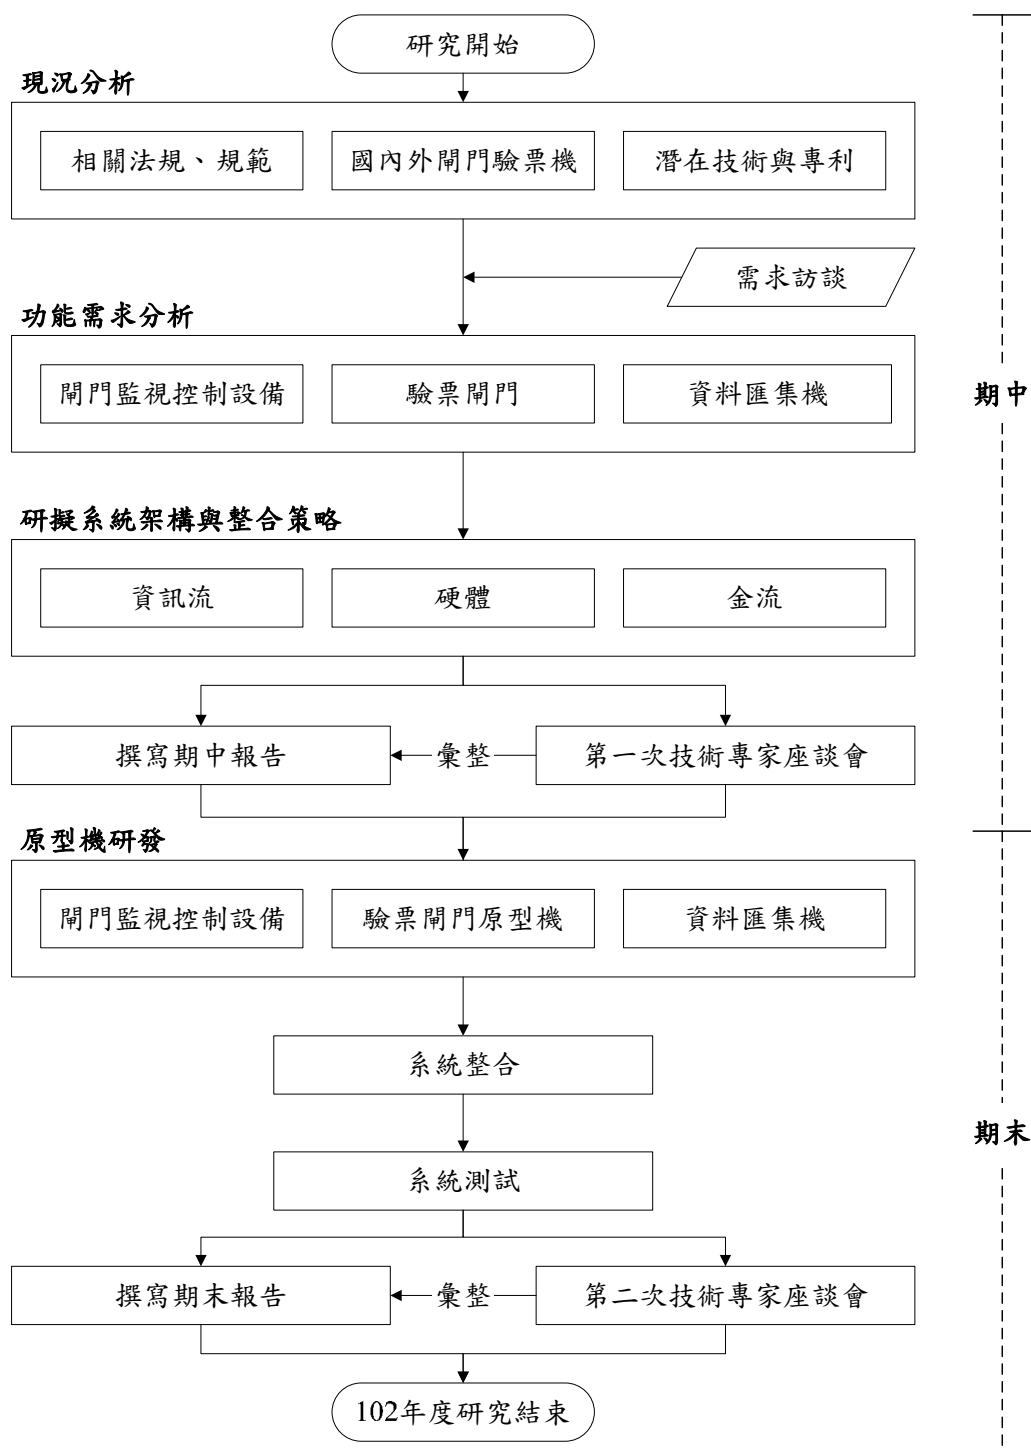 研究開始
現況分析
相關法規、規範
國內外閘門驗票機
潛在技術與專利
需求訪談
功能需求分析
閘門監視控制設備
驗票閘門
資料匯集機
期中
研擬系統架構與整合策略
資訊流
硬體
金流
撰寫期中報告
彙整
第一次技術專家座談會
原型機研發
閘門監視控制設備
驗票閘門原型機
資料匯集機
系統整合
期末
系統測試
撰寫期末報告
彙整
第二次技術專家座談會
102年度研究結束